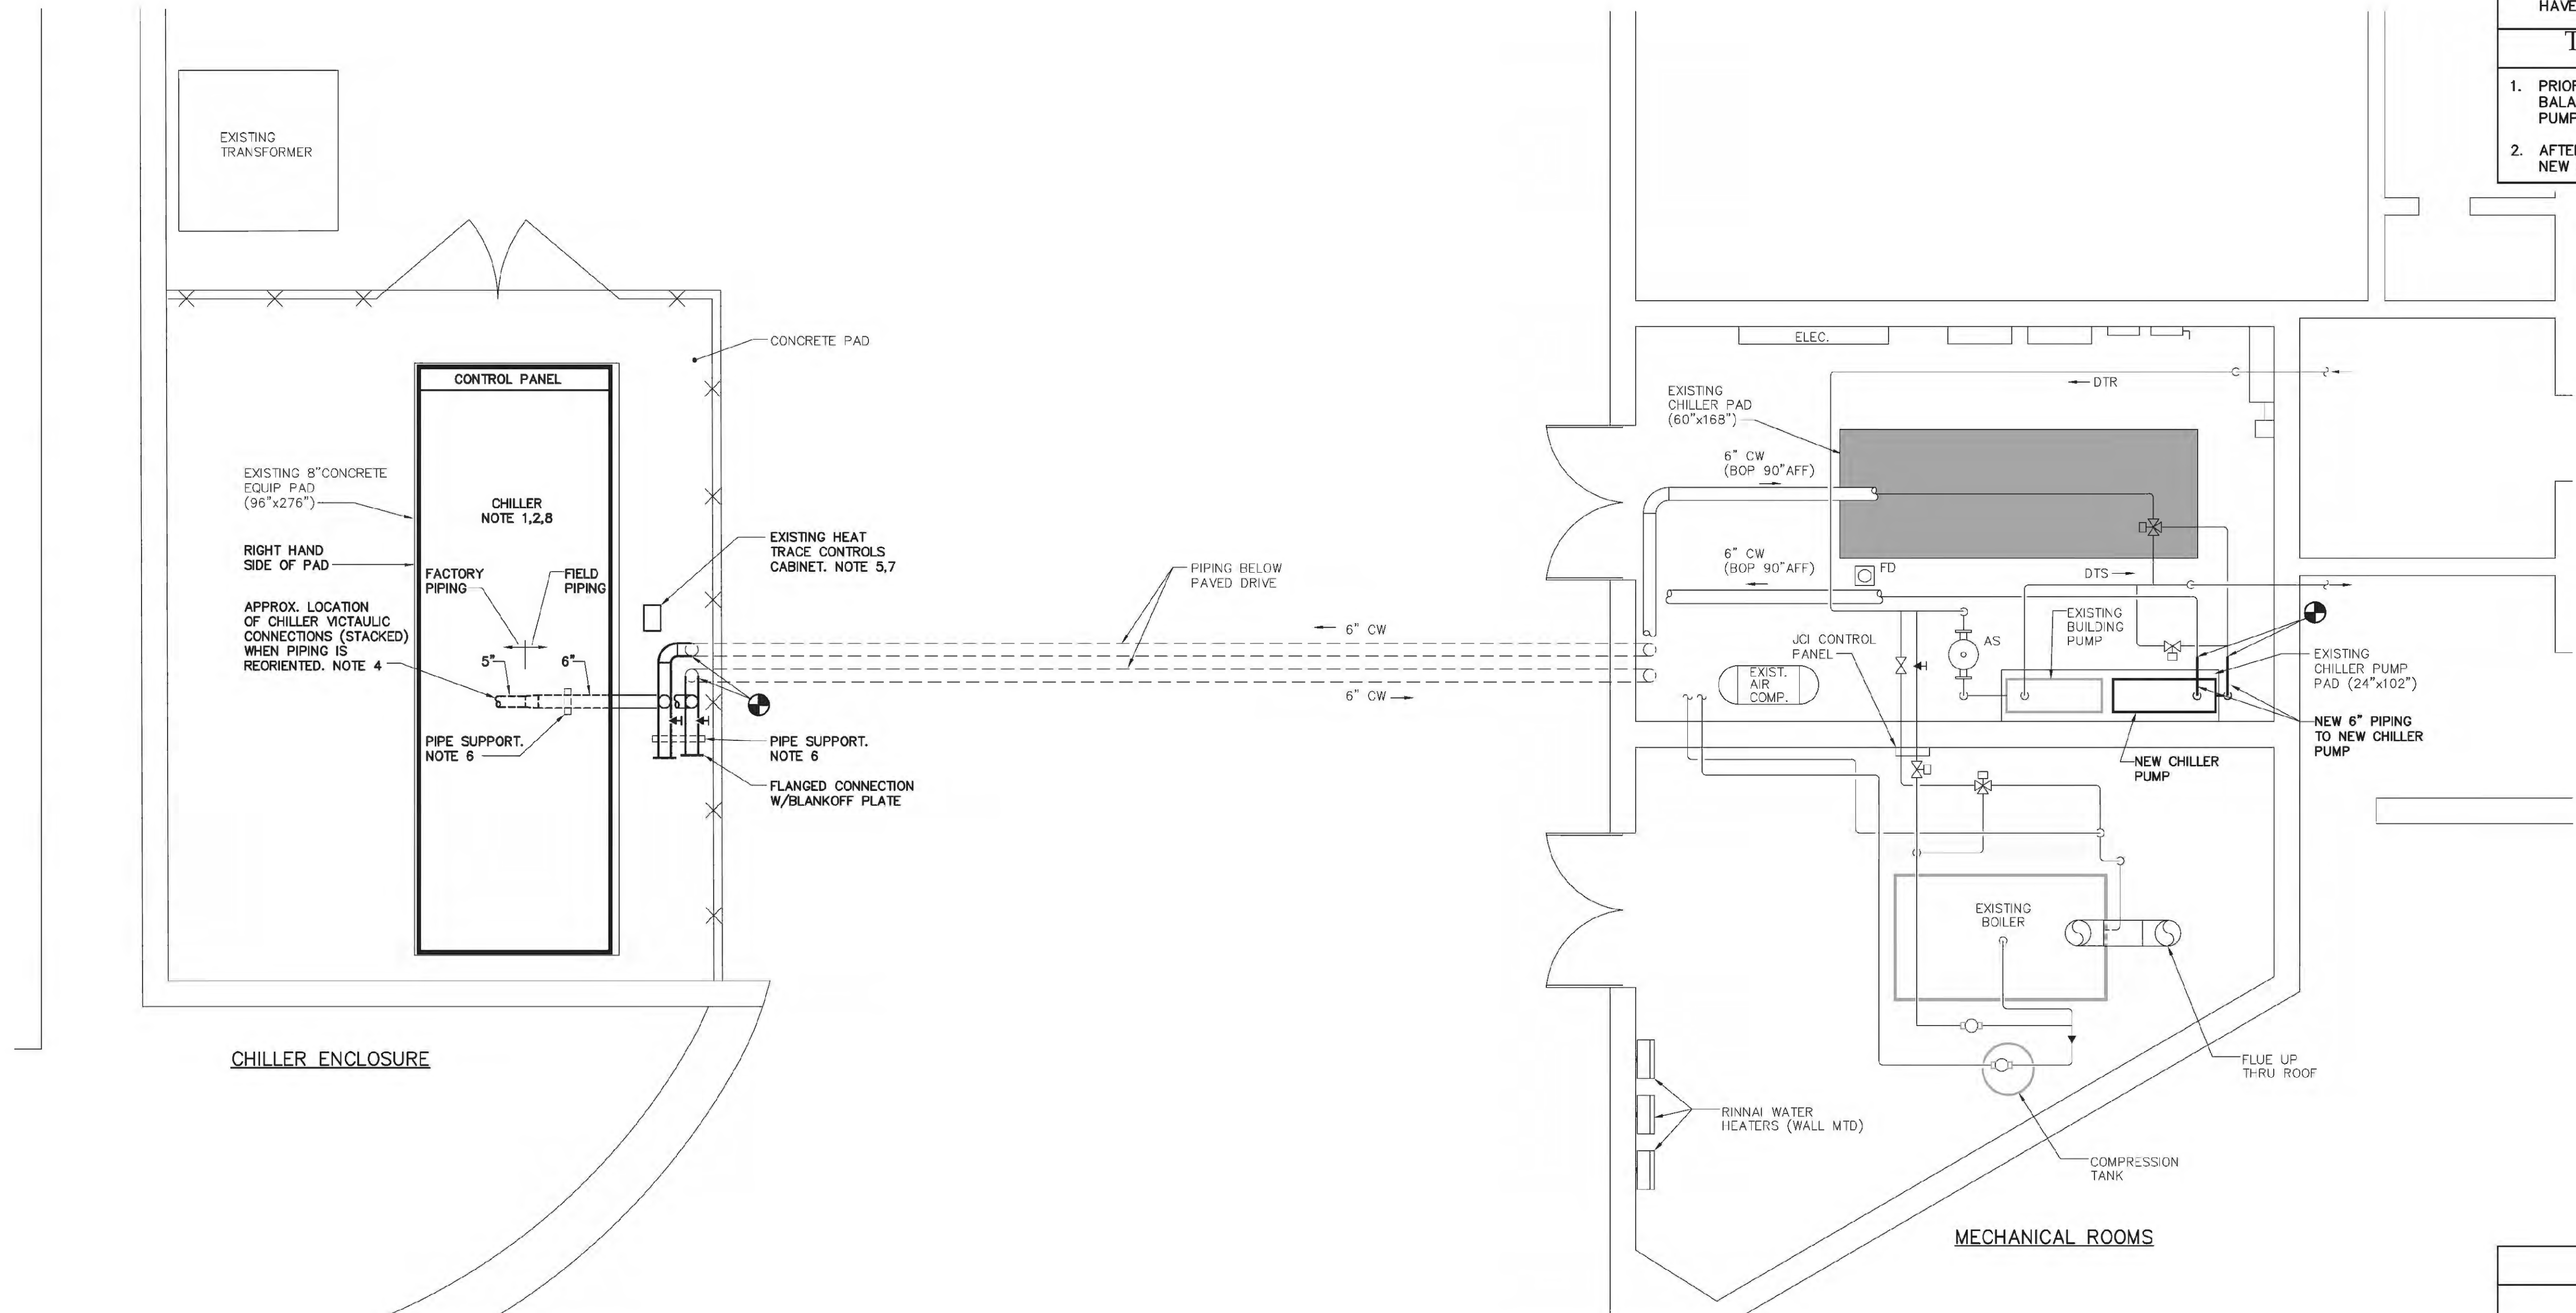 HAVE
T
1. PRIOR
BALA
PUMP
2. AFTER
NEW
EXISTING
TRANSFORMER
CONCRETE PAD
CONTROL PANEL
EXISTING 8"CONCRETE
EQUIP PAD
(96"x276")
CHILLER
NOTE 1,2,8
RIGHT HAND
SIDE OF PAD
FACTORY
PIPING
FIELD
PIPING
EXISTING HEAT
TRACE CONTROLS
CABINET. NOTE 5,7
APPROX. LOCATION
OF CHILLER VICTAULIC
CONNECTIONS (STACKED)
WHEN PIPING IS
REORIENTED. NOTE 4
5"
6"
PIPE SUPPORT.
NOTE 6
PIPE SUPPORT.
NOTE 6
FLANGED CONNECTION
W/BLANKOFF PLATE
PIPING BELOW
PAVED DRIVE
6" CW
6" CW
CHILLER ENCLOSURE
ELEC.
DTR
EXISTING
CHILLER PAD
(60"x168")
6" CW
(BOP 90"AFF)
6" CW
(BOP 90"AFF)
FD
DTS
EXISTING
BUILDING
PUMP
JCI CONTROL
PANEL
AS
EXIST.
AIR
COMP.
EXISTING
CHILLER PUMP
PAD (24"x102")
NEW 6" PIPING
TO NEW CHILLER
PUMP
NEW CHILLER
PUMP
EXISTING
BOILER
FLUE UP
THRU ROOF
RINNAI WATER
HEATERS (WALL MTD)
COMPRESSION
TANK
MECHANICAL ROOMS